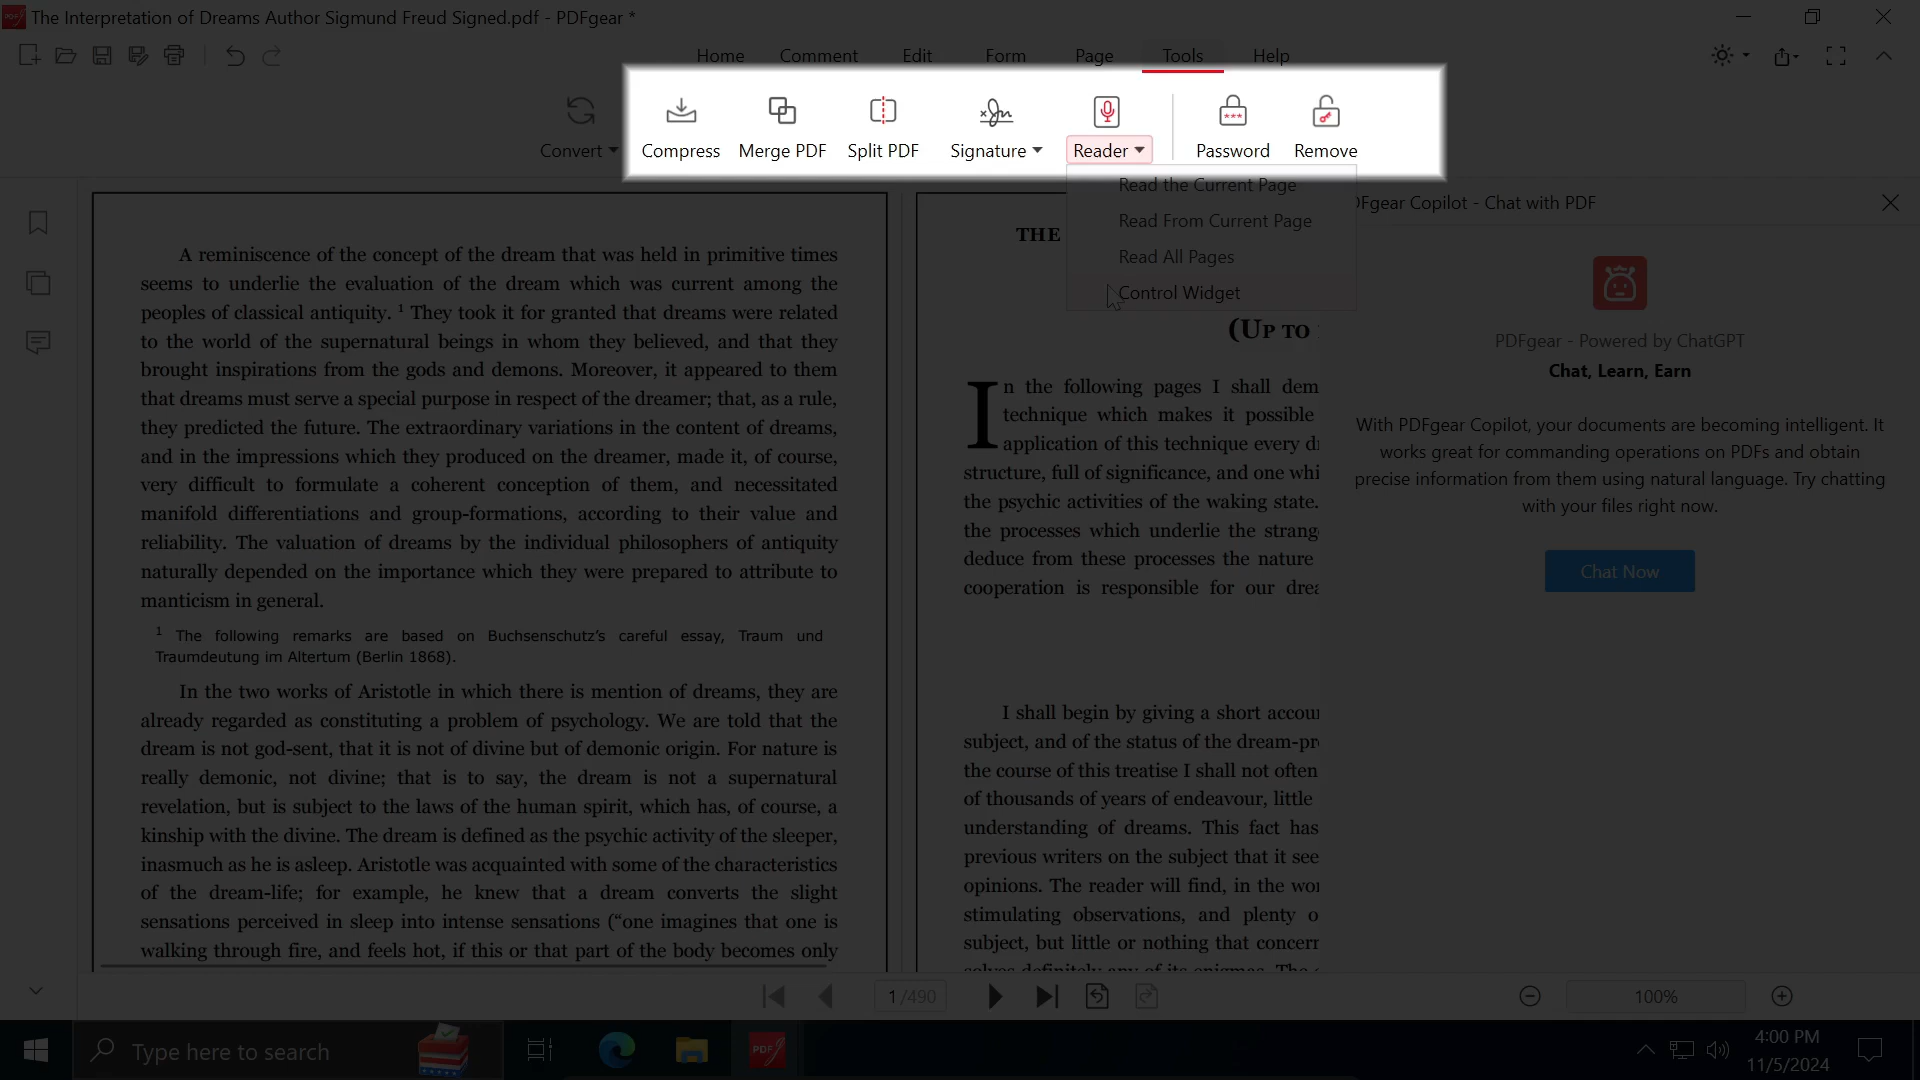 The Interpretation of Dreams Author Sigmund Freud Signed.pdf - PDFgear *
Home Comment Edit Form Page Tools Help
Convert Compress Merge PDF Split PDF Signature Reader Password Remove
Read the Current Page
Read From Current Page
Read All Pages
Control Widget
A reminiscence of the concept of the dream that was held in primitive times
seems to underlie the evaluation of the dream which was current among the
peoples of classical antiquity. ¹ They took it for granted that dreams were related
to the world of the supernatural beings in whom they believed, and that they
brought inspirations from the gods and demons. Moreover, it appeared to them
that dreams must serve a special purpose in respect of the dreamer; that, as a rule,
they predicted the future. The extraordinary variations in the content of dreams,
and in the impressions which they produced on the dreamer, made it, of course,
very difficult to formulate a coherent conception of them, and necessitated
manifold differentiations and group-formations, according to their value and
reliability. The valuation of dreams by the individual philosophers of antiquity
naturally depended on the importance which they were prepared to attribute to
manticism in general.
¹ The following remarks are based on Buchsenschutz's careful essay, Traum und
Traumdeutung im Altertum (Berlin 1868).
In the two works of Aristotle in which there is mention of dreams, they are
already regarded as constituting a problem of psychology. We are told that the
dream is not god-sent, that it is not of divine but of demonic origin. For nature is
really demonic, not divine; that is to say, the dream is not a supernatural
revelation, but is subject to the laws of the human spirit, which has, of course, a
kinship with the divine. The dream is defined as the psychic activity of the sleeper,
inasmuch as he is asleep. Aristotle was acquainted with some of the characteristics
of the dream-life; for example, he knew that a dream converts the slight
sensations perceived in sleep into intense sensations (“one imagines that one is
walking through fire, and feels hot, if this or that part of the body becomes only
THE
(UP TO
In the following pages I shall dem
technique which makes it possible
application of this technique every d
structure, full of significance, and one whi
the psychic activities of the waking state.
the processes which underlie the strang
deduce from these processes the nature
cooperation is responsible for our drea
I shall begin by giving a short accou
subject, and of the status of the dream-pr
the course of this treatise I shall not often
of thousands of years of endeavour, little
understanding of dreams. This fact has
previous writers on the subject that it see
opinions. The reader will find, in the wo
stimulating observations, and plenty o
subject, but little or nothing that concer
solves definitely any of its enigmas. The
DFgear Copilot - Chat with PDF
PDFgear - Powered by ChatGPT
Chat, Learn, Earn
With PDFgear Copilot, your documents are becoming intelligent. It
works great for commanding operations on PDFs and obtain
precise information from them using natural language. Try chatting
with your files right now.
Chat Now
1 /490
100%
Type here to search
PDF
4:00 PM
11/5/2024